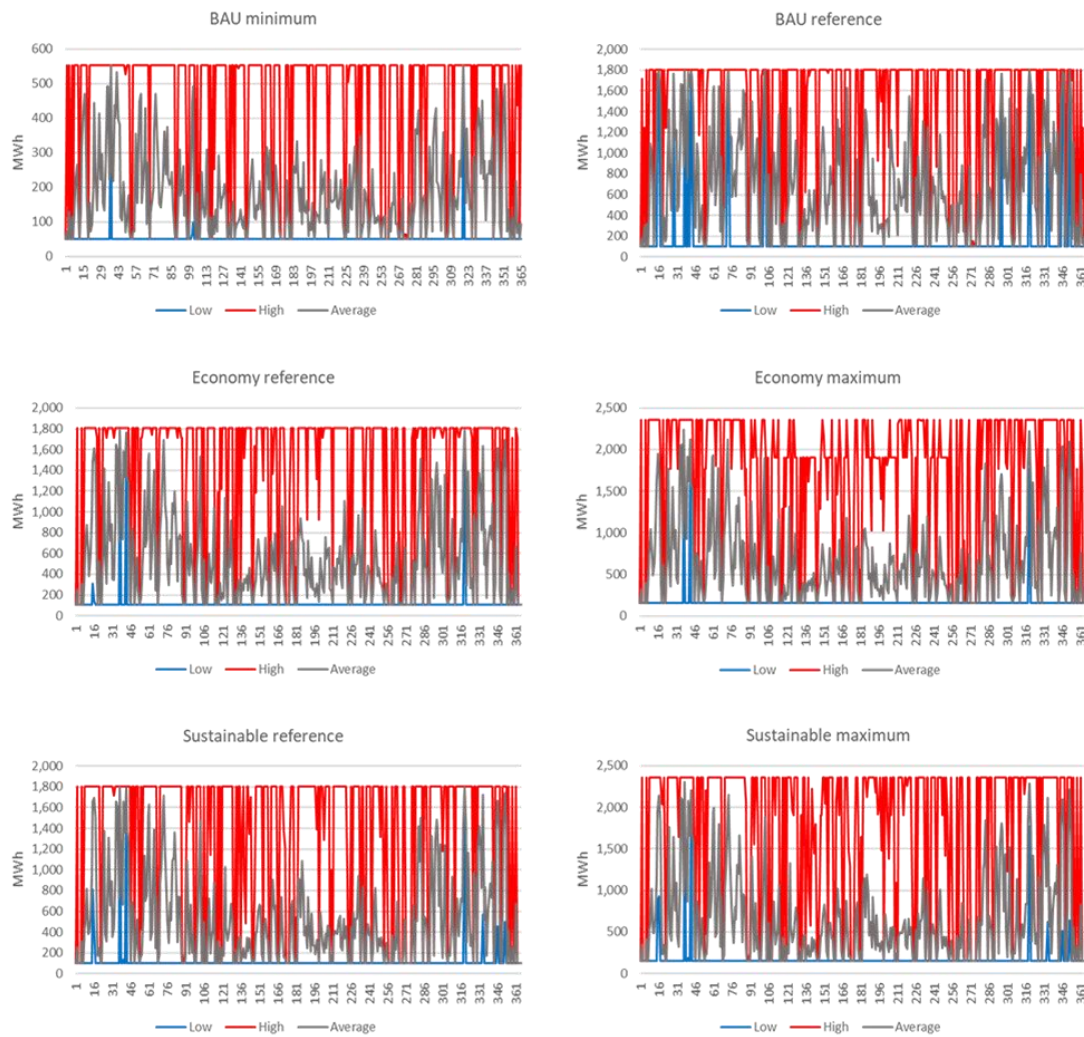 BAU minimum
MWh
600
500
400
300
200
100
0
1 15 29 43 57 71 85 99 113 127 141 155 169 183 197 211 225 239 253 267 281 295 309 323 337 351 365
Low High Average
BAU reference
MWh
2,000
1,800
1,600
1,400
1,200
1,000
800
600
400
200
0
1 16 31 46 61 76 91 106 121 136 151 166 181 196 211 226 241 256 271 286 301 316 331 346 361
Low High Average
Economy reference
MWh
2,000
1,800
1,600
1,400
1,200
1,000
800
600
400
200
0
1 16 31 46 61 76 91 106 121 136 151 166 181 196 211 226 241 256 271 286 301 316 331 346 361
Low High Average
Economy maximum
MWh
2,500
2,000
1,500
1,000
500
0
1 16 31 46 61 76 91 106 121 136 151 166 181 196 211 226 241 256 271 286 301 316 331 346 361
Low High Average
Sustainable reference
MWh
2,000
1,800
1,600
1,400
1,200
1,000
800
600
400
200
0
1 16 31 46 61 76 91 106 121 136 151 166 181 196 211 226 241 256 271 286 301 316 331 346 361
Low High Average
Sustainable maximum
MWh
2,500
2,000
1,500
1,000
500
0
1 16 31 46 61 76 91 106 121 136 151 166 181 196 211 226 241 256 271 286 301 316 331 346 361
Low High Average